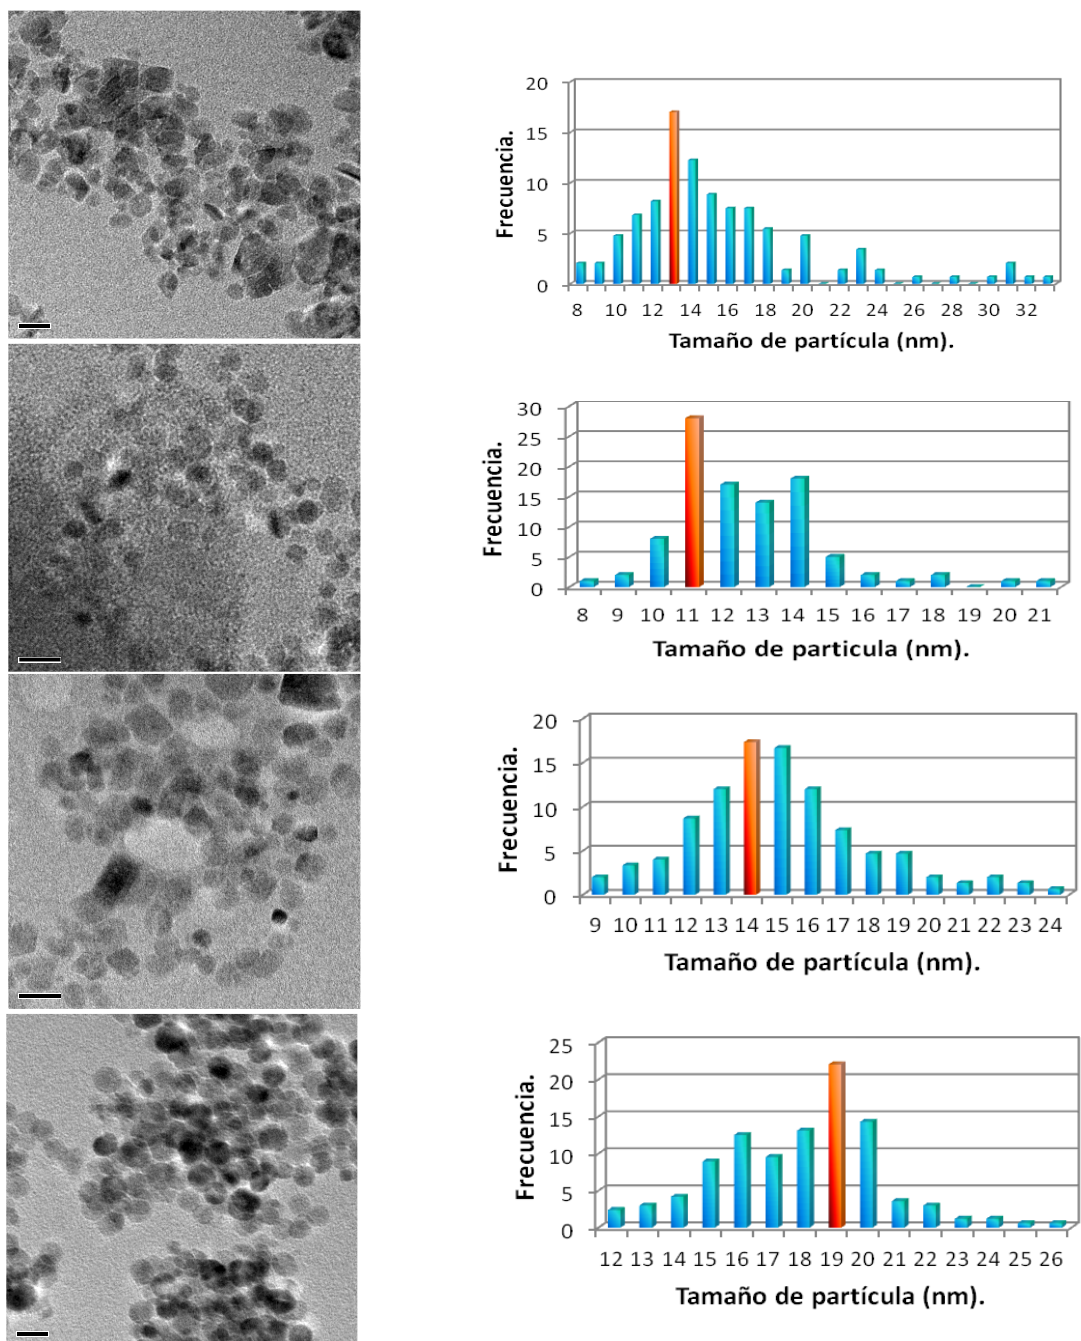 20
15
10
5
0
Frecuencia.
8 10 12 14 16 18 20 22 24 26 28 30 32
Tamaño de partícula (nm).
30
25
20
15
10
5
0
Frecuencia.
8 9 10 11 12 13 14 15 16 17 18 19 20 21
Tamaño de particula (nm).
20
15
10
5
0
Frecuencia.
9 10 11 12 13 14 15 16 17 18 19 20 21 22 23 24
Tamaño de partícula (nm).
25
20
15
10
5
0
Frecuencia.
12 13 14 15 16 17 18 19 20 21 22 23 24 25 26
Tamaño de partícula (nm).